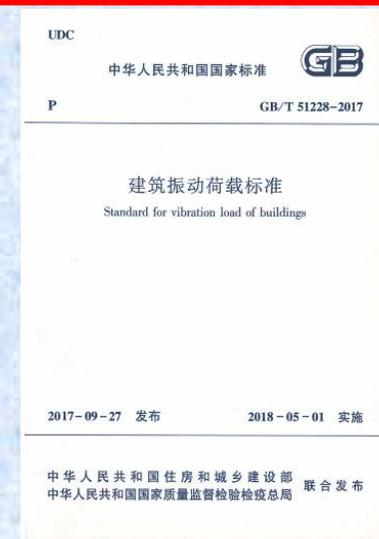 UDC
中华人民共和国国家标准
GB
P
GB/T 51228-2017
建筑振动荷载标准
Standard for vibration load of buildings
2017-09-27 发布
2018-05-01 实施
中华人民共和国住房和城乡建设部
中华人民共和国国家质量监督检验检疫总局
联合发布